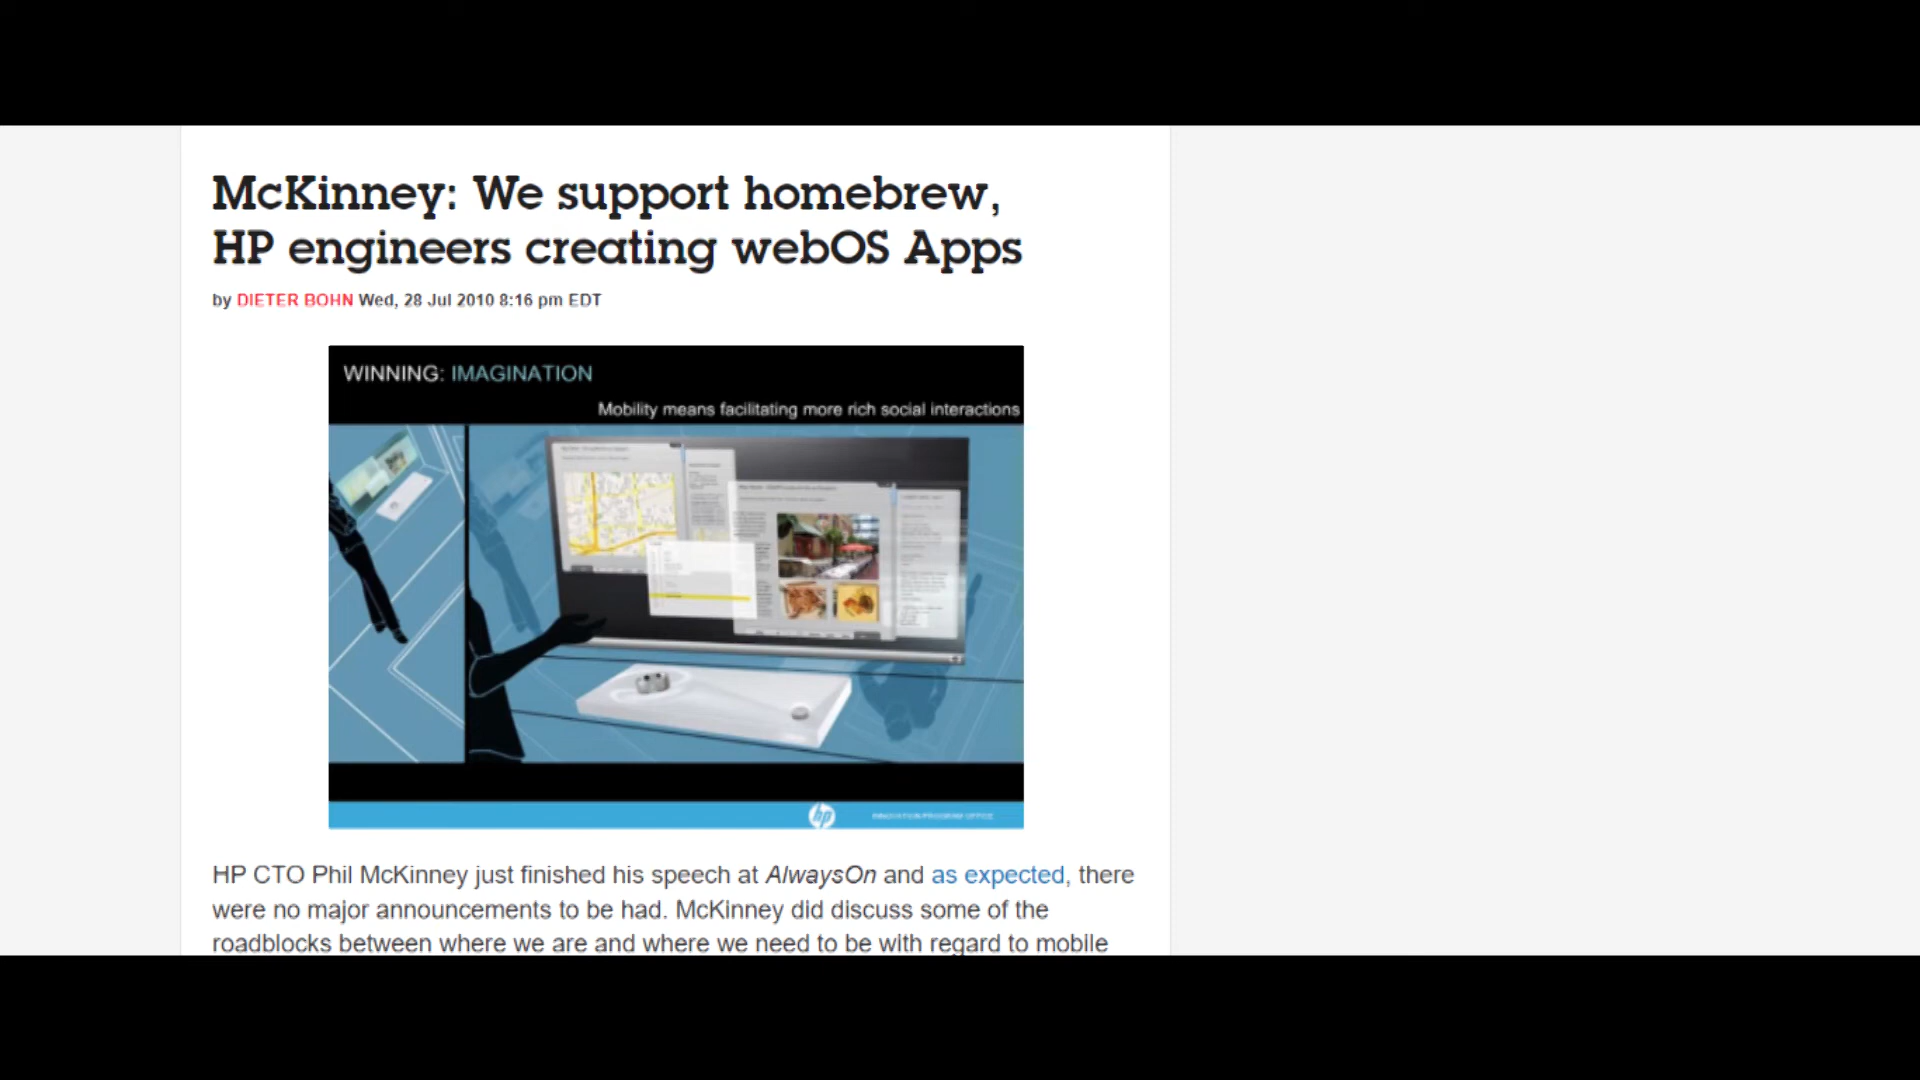 McKinney: We support homebrew,
HP engineers creating webOS Apps
by DIETER BOHN Wed, 28 Jul 2010 8:16 pm EDT
WINNING: IMAGINATION
Mobility means facilitating more rich social interactions
hp INNOVATION PROGRAM OFFICE
HP CTO Phil McKinney just finished his speech at AlwaysOn and as expected, there
were no major announcements to be had. McKinney did discuss some of the
roadblocks between where we are and where we need to be with regard to mobile